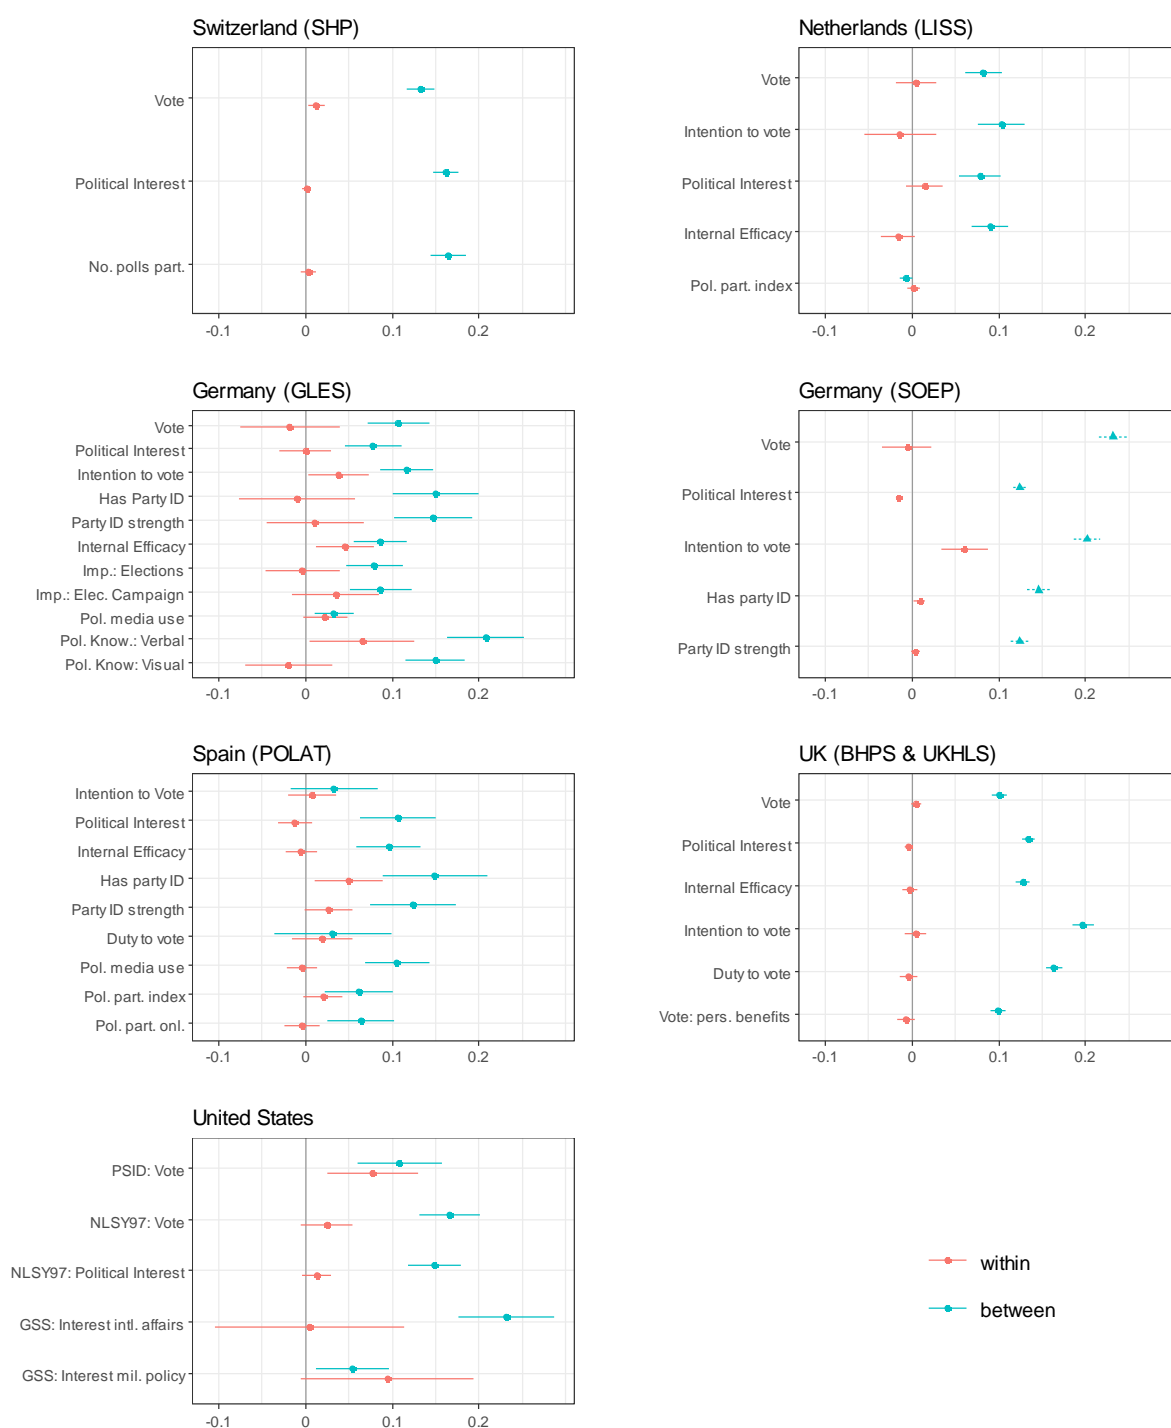 Switzerland (SHP)
Vote
Political Interest
No. polls part.
-0.1 0 0.1 0.2
Netherlands (LISS)
Vote
Intention to vote
Political Interest
Internal Efficacy
Pol. part. index
-0.1 0 0.1 0.2
Germany (GLES)
Vote
Political Interest
Intention to vote
Has Party ID
Party ID strength
Internal Efficacy
Imp.: Elections
Imp.: Elec. Campaign
Pol. media use
Pol. Know.: Verbal
Pol. Know: Visual
-0.1 0 0.1 0.2
Germany (SOEP)
Vote
Political Interest
Intention to vote
Has party ID
Party ID strength
-0.1 0 0.1 0.2
Spain (POLAT)
Intention to Vote
Political Interest
Internal Efficacy
Has party ID
Party ID strength
Duty to vote
Pol. media use
Pol. part. index
Pol. part. onl.
-0.1 0 0.1 0.2
UK (BHPS & UKHLS)
Vote
Political Interest
Internal Efficacy
Intention to vote
Duty to vote
Vote: pers. benefits
-0.1 0 0.1 0.2
United States
PSID: Vote
NLSY97: Vote
NLSY97: Political Interest
GSS: Interest intl. affairs
GSS: Interest mil. policy
-0.1 0 0.1 0.2
within
between